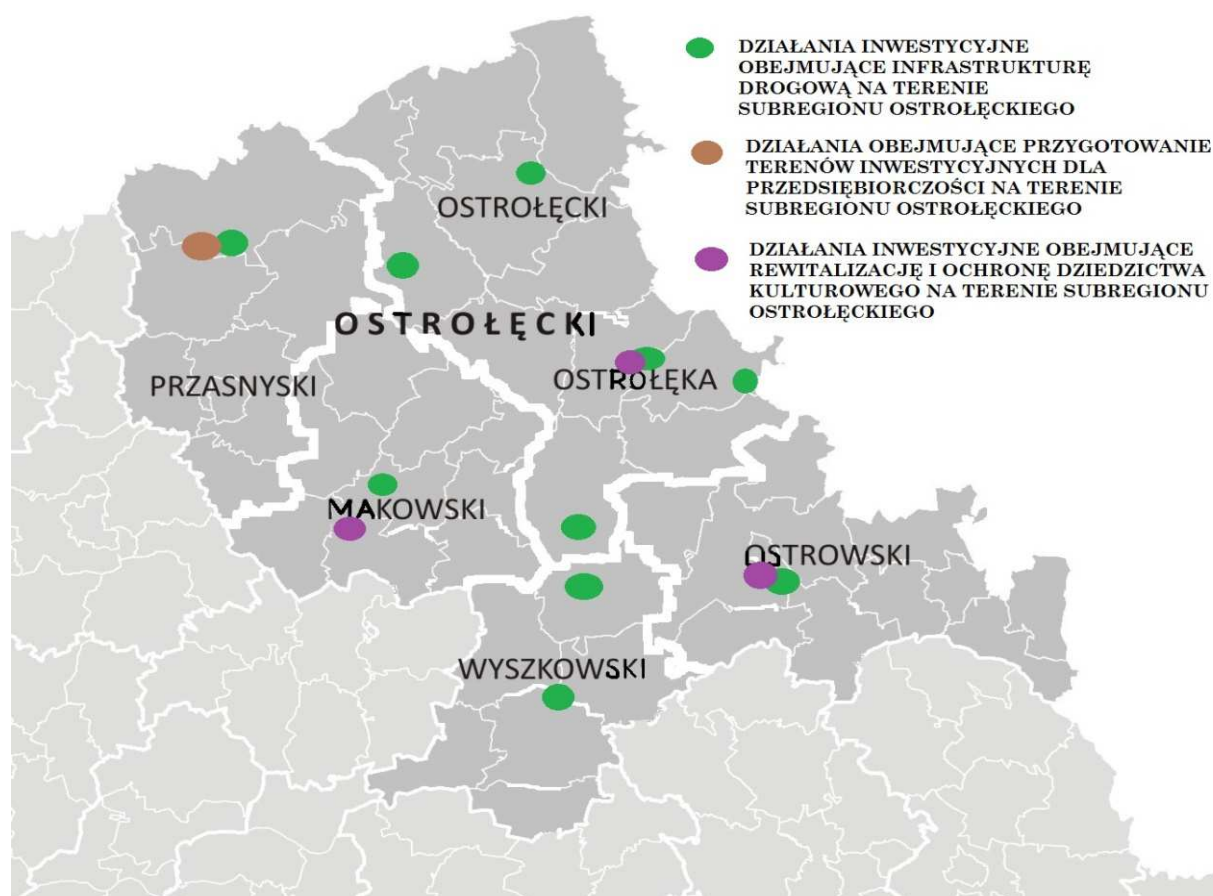 DZIAŁANIA INWESTYCYJNE
OBEJMUJĄCE INFRASTRUKTURĘ
DROGOWĄ NA TERENIE
SUBREGIONU OSTROŁĘCKIEGO
DZIAŁANIA OBEJMUJĄCE PRZYGOTOWANIE
TERENÓW INWESTYCYJNYCH DLA
PRZEDSIĘBIORCZOŚCI NA TERENIE
SUBREGIONU OSTROŁĘCKIEGO
DZIAŁANIA INWESTYCYJNE OBEJMUJĄCE
REWITALIZACJĘ I OCHRONĘ DZIEDZICTWA
KULTUROWEGO NA TERENIE SUBREGIONU
OSTROŁĘCKIEGO
OSTROŁĘCKI
OSTROŁĘCKI
PRZASNYSKI
OSTROŁĘKA
MAKOWSKI
OSTROWSKI
WYSZKOWSKI